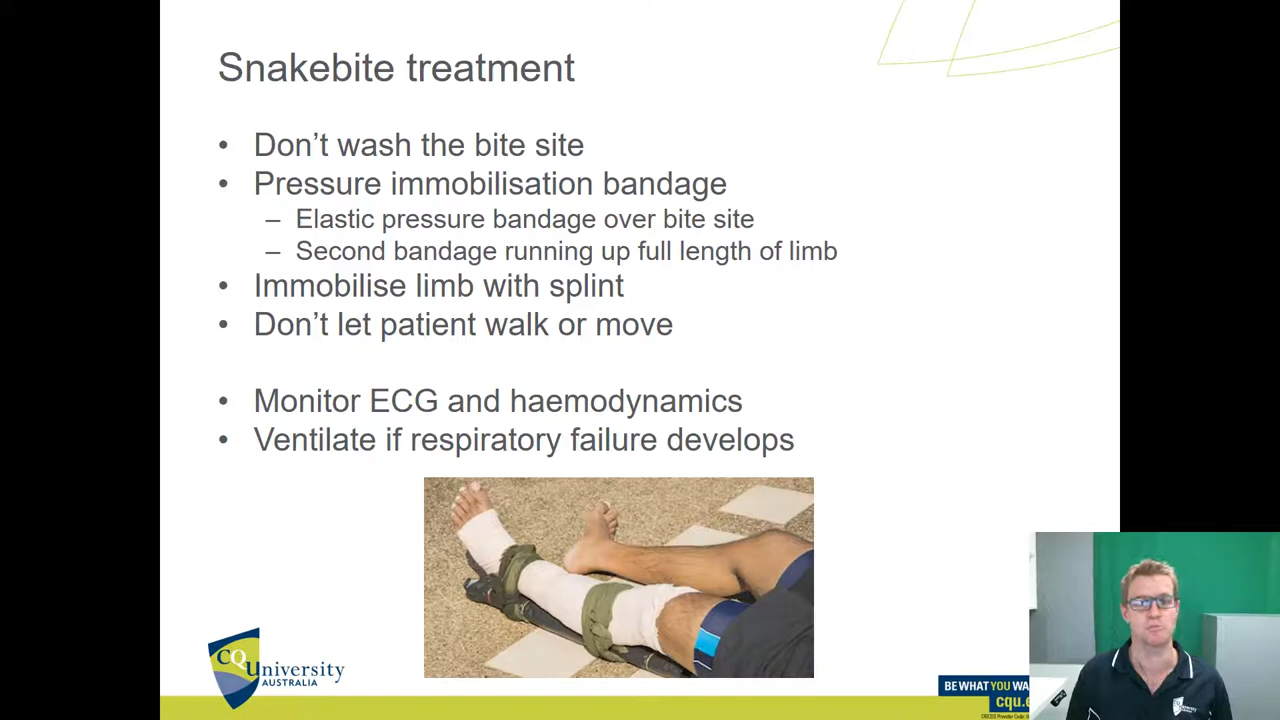 Snakebite treatment
• Don’t wash the bite site
• Pressure immobilisation bandage
– Elastic pressure bandage over bite site
– Second bandage running up full length of limb
• Immobilise limb with splint
• Don’t let patient walk or move
• Monitor ECG and haemodynamics
• Ventilate if respiratory failure develops
CQUniversity
AUSTRALIA
BE WHAT YOU WA
cqu.e